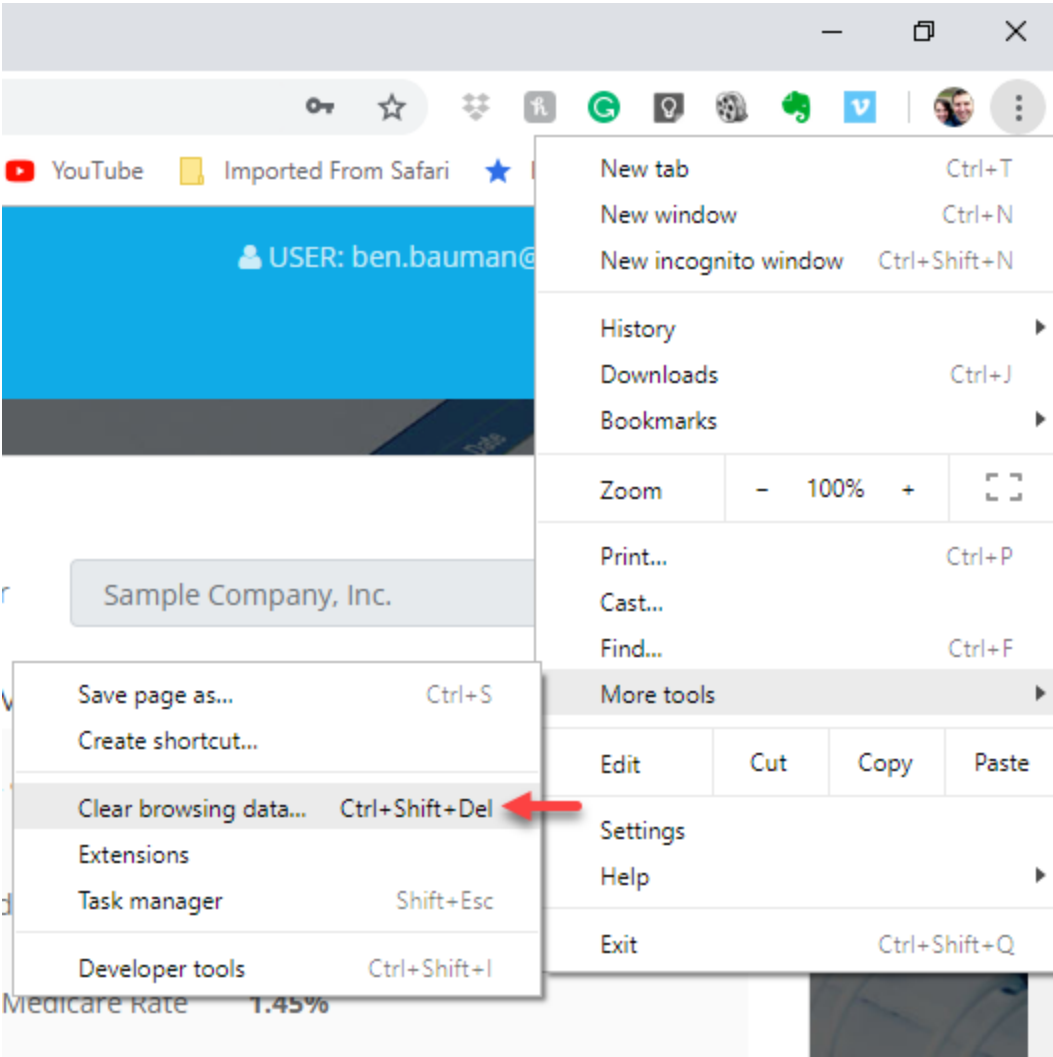 YouTube
Imported From Safari
USER: ben.bauman@
Date
Sample Company, Inc.
New tab Ctrl+T
New window Ctrl+N
New incognito window Ctrl+Shift+N
History
Downloads Ctrl+J
Bookmarks
Zoom - 100% +
Print... Ctrl+P
Cast...
Find... Ctrl+F
More tools
Edit Cut Copy Paste
Settings
Help
Exit Ctrl+Shift+Q
Save page as... Ctrl+S
Create shortcut...
Clear browsing data... Ctrl+Shift+Del
Extensions
Task manager Shift+Esc
Developer tools Ctrl+Shift+I
Medicare Rate 1.45%